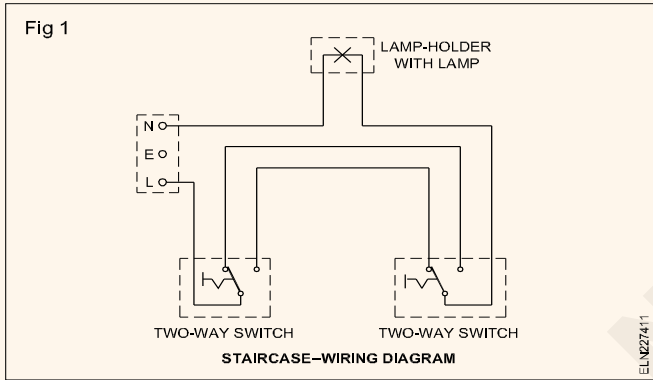 Fig 1
LAMP-HOLDER
WITH LAMP
N
E
L
TWO-WAY SWITCH
TWO-WAY SWITCH
STAIRCASE–WIRING DIAGRAM
ELN227411